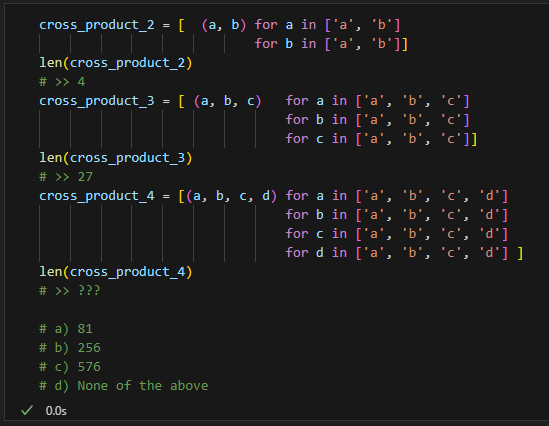 cross_product_2 = [  (a, b) for a in ['a', 'b']
                            for b in ['a', 'b']]
len(cross_product_2)
# >> 4
cross_product_3 = [ (a, b, c)   for a in ['a', 'b', 'c']
                                for b in ['a', 'b', 'c']
                                for c in ['a', 'b', 'c']]
len(cross_product_3)
# >> 27
cross_product_4 = [(a, b, c, d) for a in ['a', 'b', 'c', 'd']
                                for b in ['a', 'b', 'c', 'd']
                                for c in ['a', 'b', 'c', 'd']
                                for d in ['a', 'b', 'c', 'd'] ]
len(cross_product_4)
# >> ???

# a) 81
# b) 256
# c) 576
# d) None of the above
0.0s